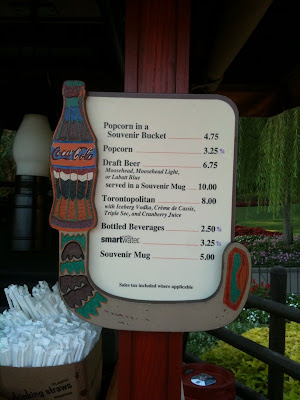 Coca-Cola
Popcorn in a
Souvenir Bucket 4.75
Popcorn 3.25
Draft Beer 6.75
Moosehead, Moosehead Light,
or Labatt Blue
served in a Souvenir Mug 10.00
Torontopolitan 8.00
with Iceberg Vodka, Crème de Cassis,
Triple Sec, and Cranberry Juice
Bottled Beverages 2.50
smartwater. 3.25
Souvenir Mug 5.00
Sales tax included where applicable